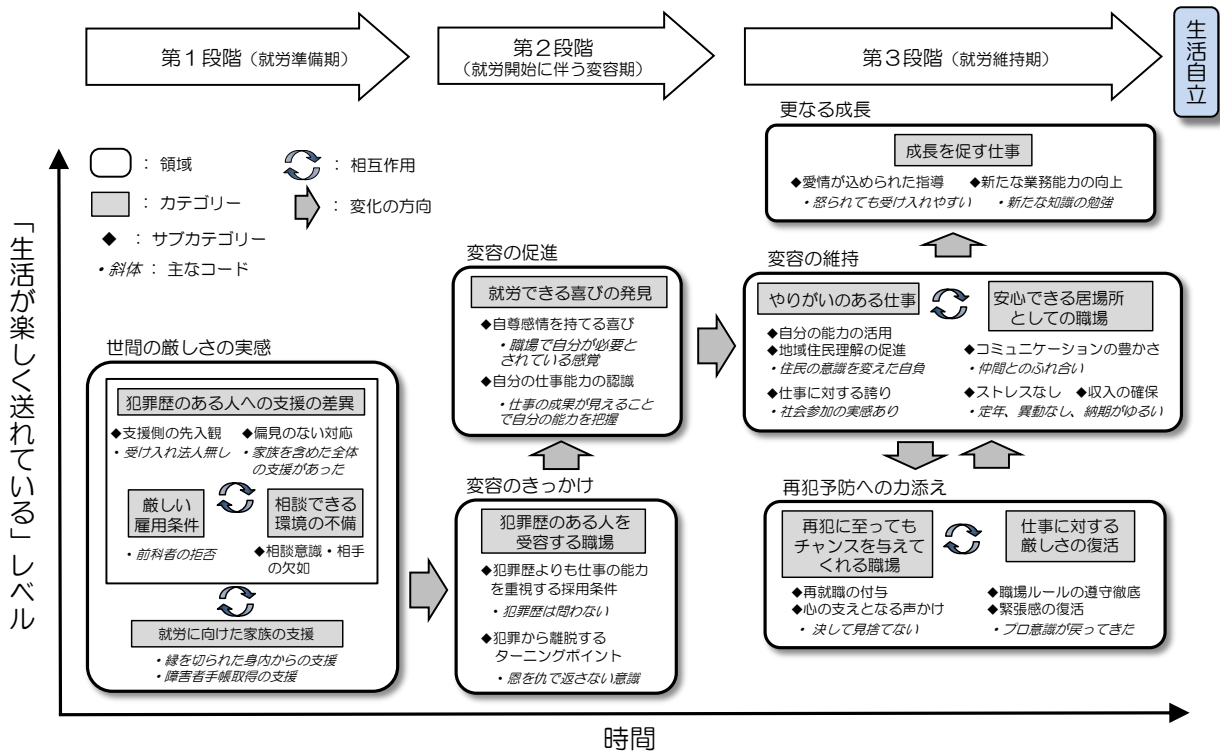 第1段階（就労準備期）
第2段階
（就労開始に伴う変容期）
第3段階（就労維持期）
生活自立
「生活が楽しく送れている」レベル
：領域
：相互作用
：カテゴリー
：変化の方向
◆ ：サブカテゴリー
・斜体：主なコード
世間の厳しさの実感
犯罪歴のある人への支援の差異
◆支援側の先入観
・受け入れ法人無し
◆偏見のない対応
・家族を含めた全体
の支援があった
厳しい
雇用条件
・前科者の拒否
相談できる
環境の不備
◆相談意識・相手
の欠如
就労に向けた家族の支援
・縁を切られた身内からの支援
・障害者手帳取得の支援
変容の促進
就労できる喜びの発見
◆自尊感情を持てる喜び
・職場で自分が必要と
されている感覚
◆自分の仕事能力の認識
・仕事の成果が見えること
で自分の能力を把握
変容のきっかけ
犯罪歴のある人を
受容する職場
◆犯罪歴よりも仕事の能力
を重視する採用条件
・犯罪歴は問わない
◆犯罪から離脱する
ターニングポイント
・恩を仇で返さない意識
更なる成長
成長を促す仕事
◆愛情が込められた指導
・怒られても受け入れやすい
◆新たな業務能力の向上
・新たな知識の勉強
変容の維持
やりがいのある仕事
◆自分の能力の活用
◆地域住民理解の促進
・住民の意識を変えた自負
◆仕事に対する誇り
・社会参加の実感あり
安心できる居場所
としての職場
◆コミュニケーションの豊かさ
・仲間とのふれ合い
◆ストレスなし ◆収入の確保
・定年、異動なし、納期がゆるい
再犯予防への力添え
再犯に至っても
チャンスを与えて
くれる職場
◆再就職の付与
◆心の支えとなる声かけ
・決して見捨てない
仕事に対する
厳しさの復活
◆職場ルールの遵守徹底
◆緊張感の復活
・プロ意識が戻ってきた
時間